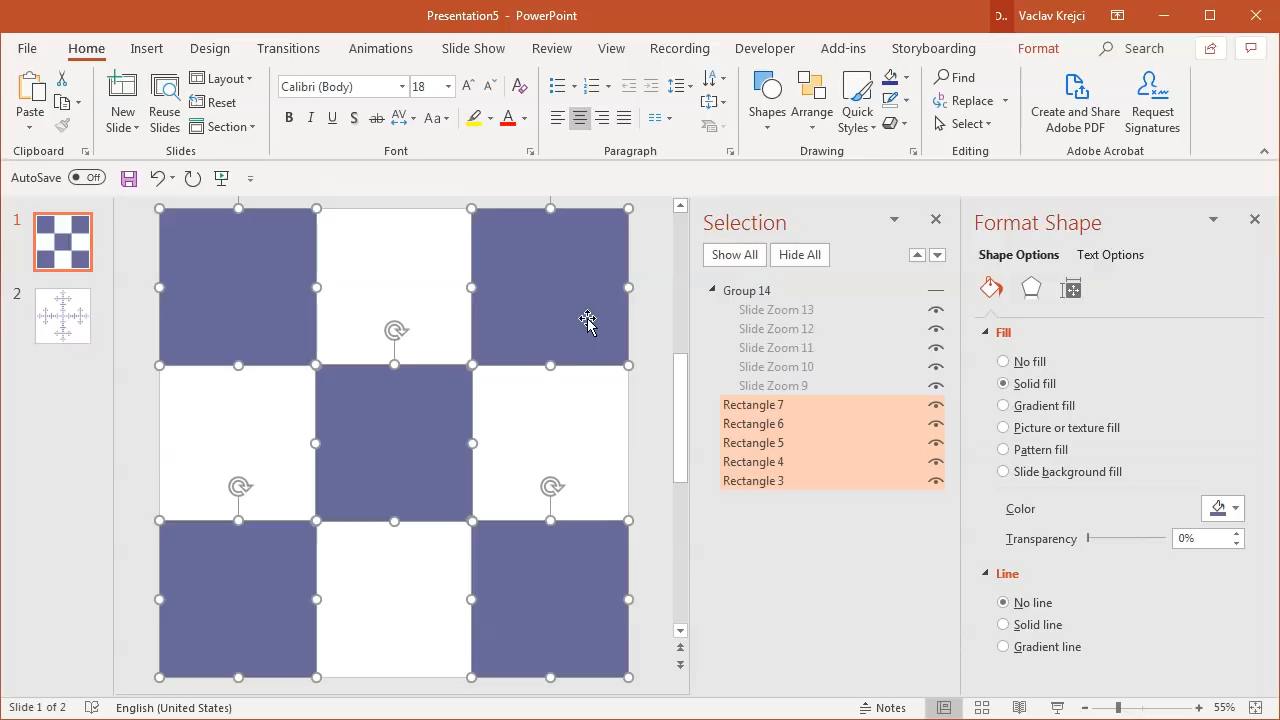 Presentation5 - PowerPoint
D.. Vaclav Krejci
File Home Insert Design Transitions Animations Slide Show Review View Recording Developer Add-ins Storyboarding Format Search
Paste
Clipboard
New Slide
Reuse Slides
Layout
Reset
Section
Slides
Calibri (Body) 18
B I U S ab AV Aa A
Font
Paragraph
Shapes
Arrange
Quick Styles
Drawing
Find
Replace
Select
Editing
Create and Share Adobe PDF
Request Signatures
Adobe Acrobat
AutoSave Off
1
2
Selection
Show All Hide All
Group 14
Slide Zoom 13
Slide Zoom 12
Slide Zoom 11
Slide Zoom 10
Slide Zoom 9
Rectangle 7
Rectangle 6
Rectangle 5
Rectangle 4
Rectangle 3
Format Shape
Shape Options Text Options
Fill
No fill
Solid fill
Gradient fill
Picture or texture fill
Pattern fill
Slide background fill
Color
Transparency 0%
Line
No line
Solid line
Gradient line
Slide 1 of 2 English (United States) Notes 55%